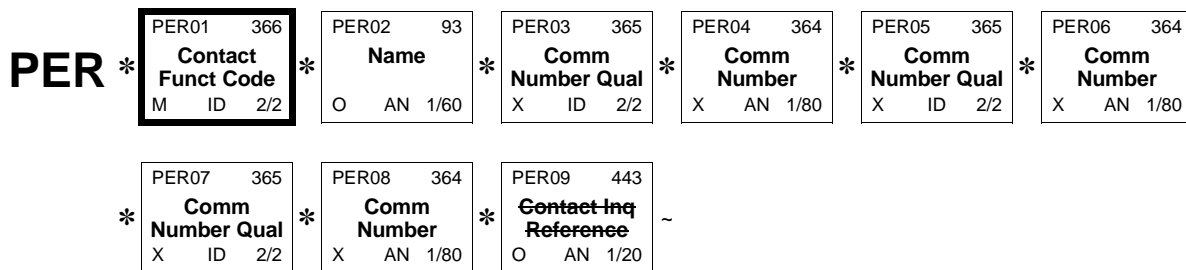 PER * PER01 366 * PER02 93 * PER03 365 * PER04 364 * PER05 365 * PER06 364
Contact Name Comm Comm Comm Comm
Funct Code Number Qual Number Number Qual Number
M ID 2/2 O AN 1/60 X ID 2/2 X AN 1/80 X ID 2/2 X AN 1/80
* PER07 365 * PER08 364 * PER09 443 ~
Comm Comm Contact Inq
Number Qual Number Reference
X ID 2/2 X AN 1/80 O AN 1/20